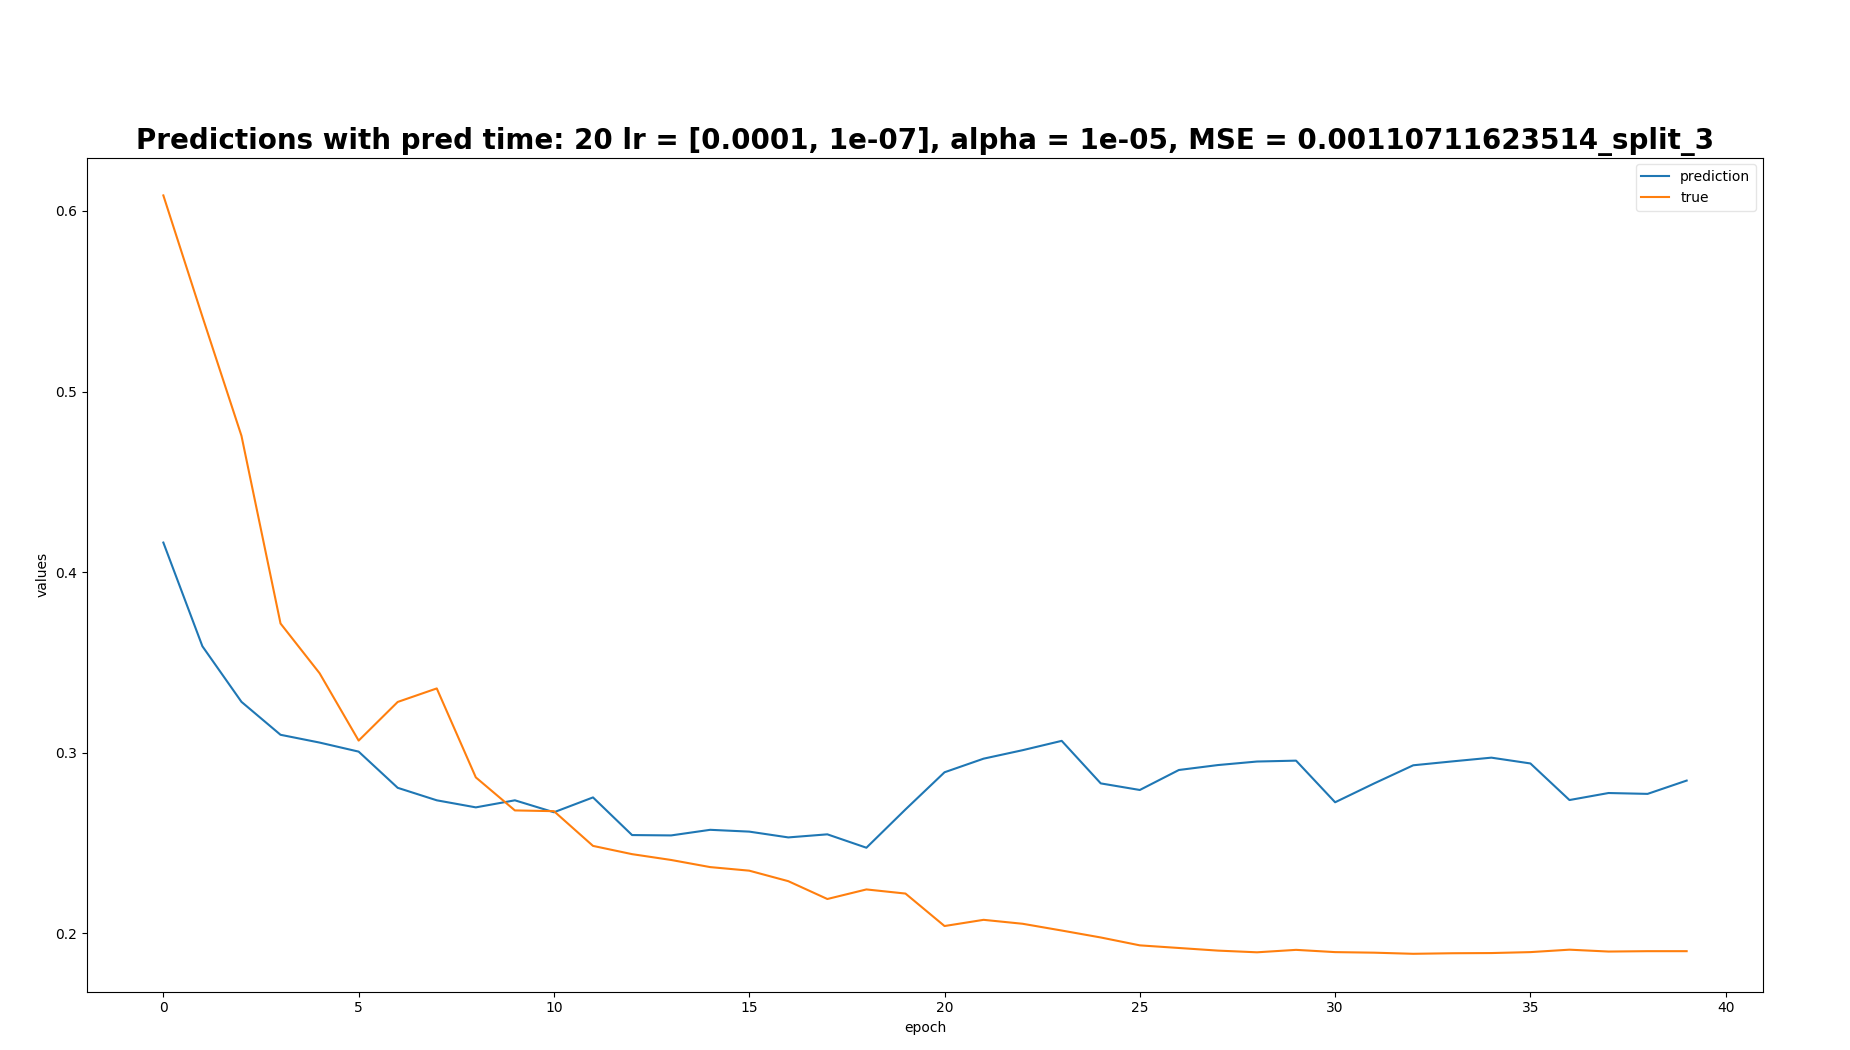 Predictions with pred time: 20 lr = [0.0001, 1e-07], alpha = 1e-05, MSE = 0.00110711623514_split_3
prediction
true
0.6
0.5
0.4
0.3
0.2
values
0 5 10 15 20 25 30 35 40
epoch